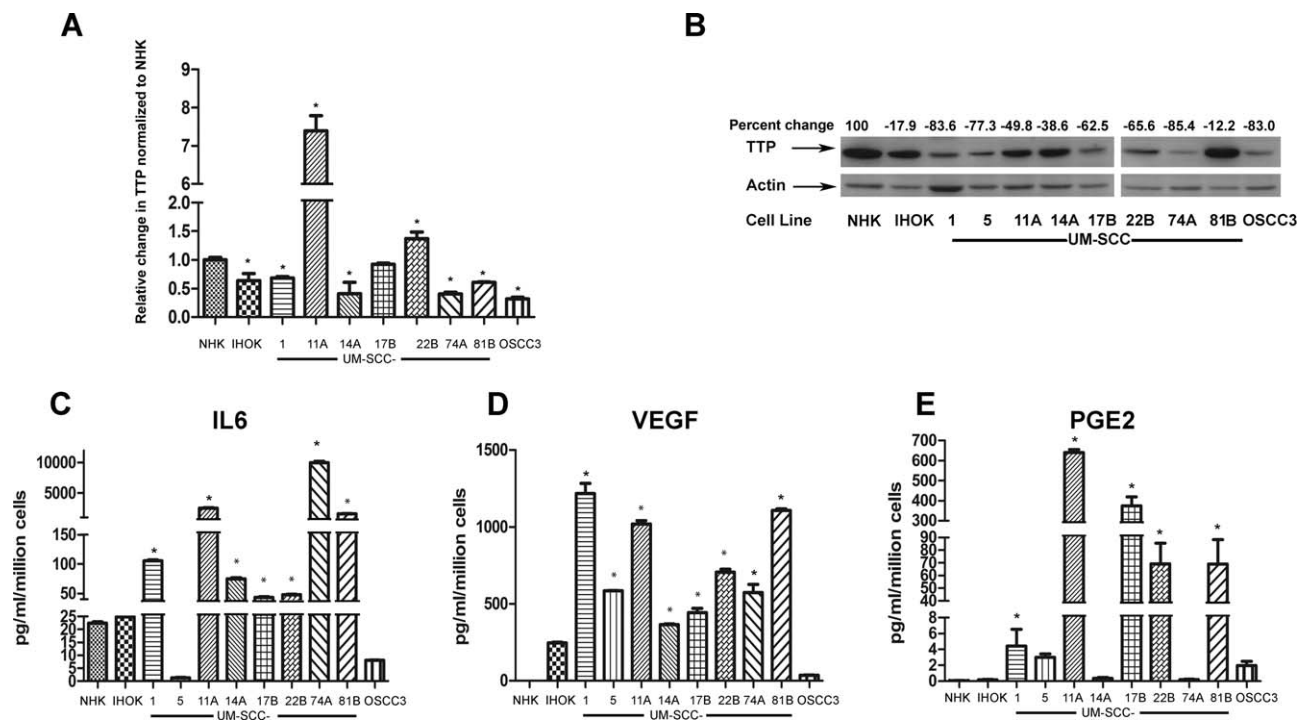 A
Relative change in TTP normalized to NHK
9
8
7
6
2.0
1.5
1.0
0.5
0.0
* * * * * * * *
NHK IHOK 1 11A 14A 17B 22B 74A 81B OSCC3
UM-SCC-
B
Percent change 100 -17.9 -83.6 -77.3 -49.8 -38.6 -62.5 -65.6 -85.4 -12.2 -83.0
TTP
Actin
Cell Line NHK IHOK 1 5 11A 14A 17B 22B 74A 81B OSCC3
UM-SCC
C
IL6
pg/ml/million cells
10000
5000
150
100
50
25
20
15
10
5
0
* * * * * * *
NHK IHOK 1 5 11A 14A 17B 22B 74A 81B OSCC3
UM-SCC-
D
VEGF
pg/ml/million cells
1500
1000
500
0
* * * * * * * *
NHK IHOK 1 5 11A 14A 17B 22B 74A 81B OSCC3
UM-SCC-
E
PGE2
pg/ml/million cells
700
600
500
400
300
90
80
70
60
50
40
8
6
4
2
0
* * * * *
NHK IHOK 1 5 11A 14A 17B 22B 74A 81B OSCC3
UM-SCC-